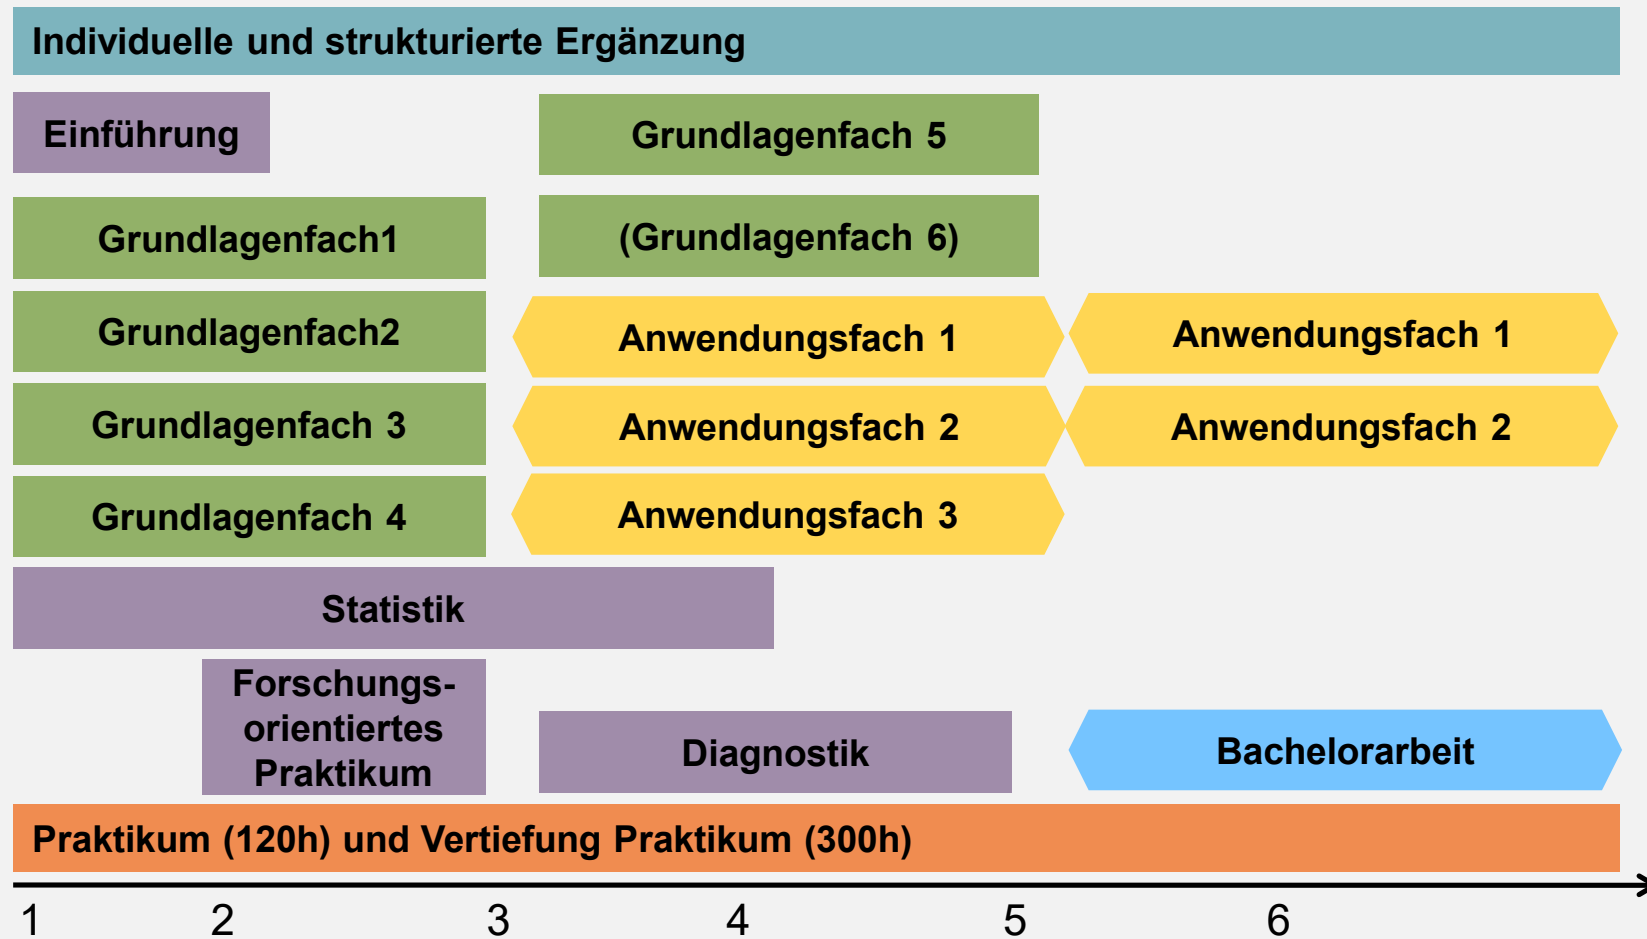 Individuelle und strukturierte Ergänzung
Einführung
Grundlagenfach 5
Grundlagenfach1
(Grundlagenfach 6)
Grundlagenfach2
Anwendungsfach 1
Anwendungsfach 1
Grundlagenfach 3
Anwendungsfach 2
Anwendungsfach 2
Grundlagenfach 4
Anwendungsfach 3
Statistik
Forschungs-
orientiertes
Praktikum
Diagnostik
Bachelorarbeit
Praktikum (120h) und Vertiefung Praktikum (300h)
1 2 3 4 5 6